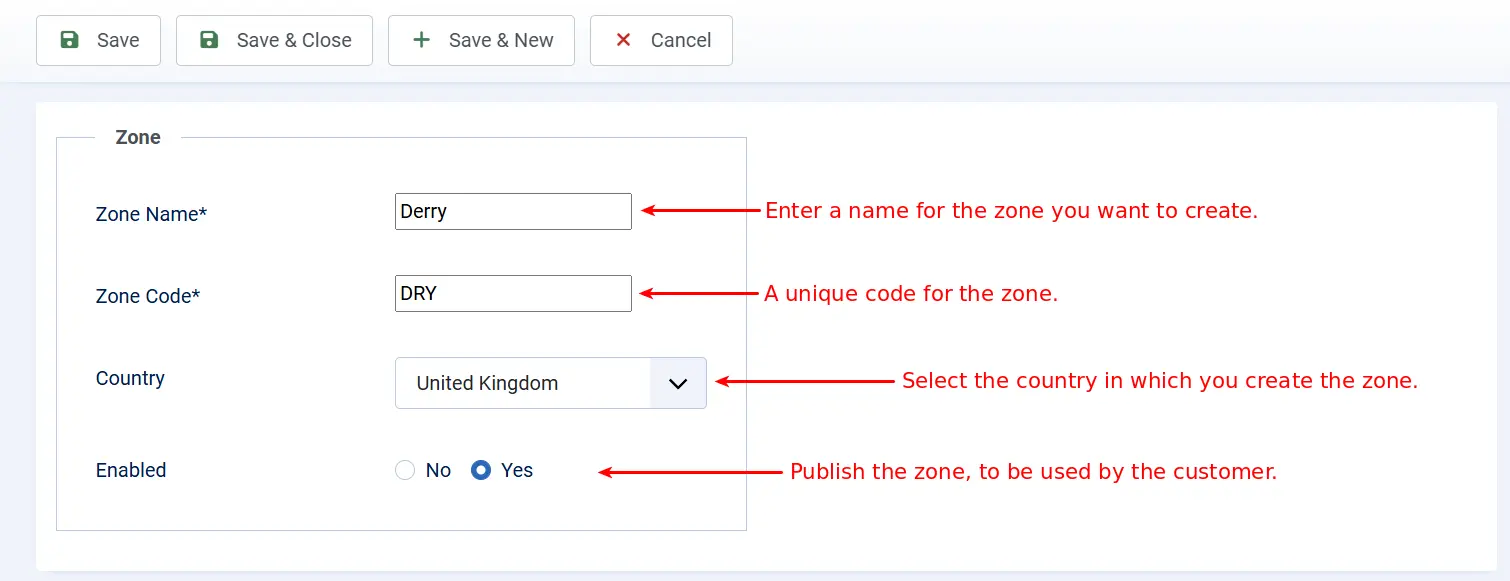 Save Save & Close Save & New Cancel
Zone
Zone Name* Derry Enter a name for the zone you want to create.
Zone Code* DRY A unique code for the zone.
Country United Kingdom Select the country in which you create the zone.
Enabled No Yes Publish the zone, to be used by the customer.